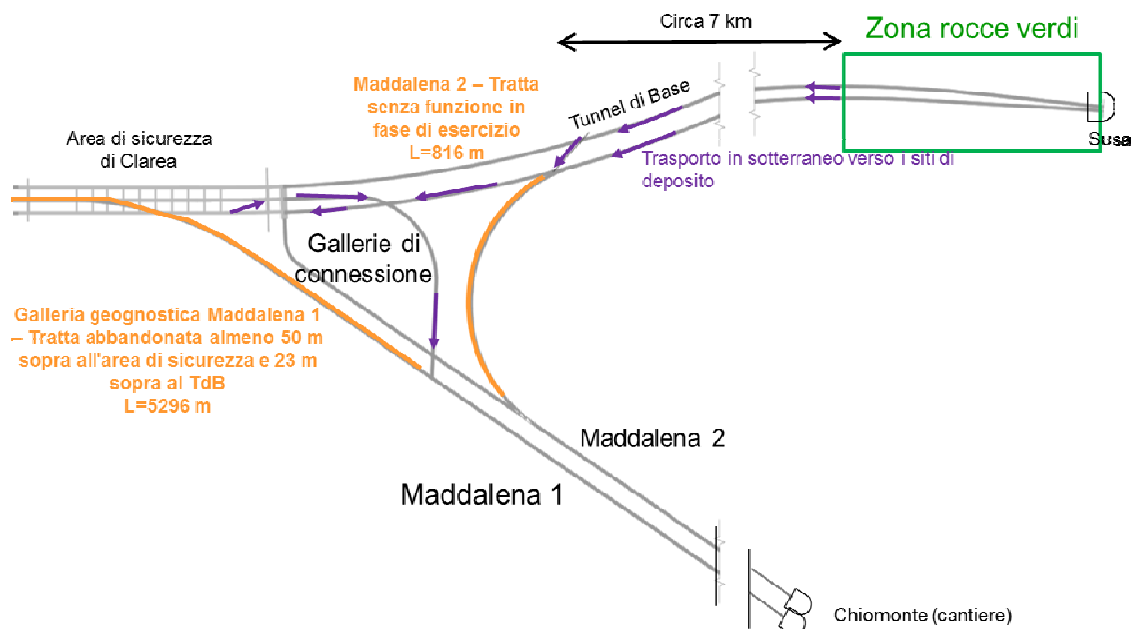 Circa 7 km
Zona rocce verdi
Maddalena 2 – Tratta
senza funzione in
fase di esercizio
L=816 m
Tunnel di Base
Area di sicurezza
di Clarea
Susa
Trasporto in sotterraneo verso i siti di
deposito
Gallerie di
connessione
Galleria geognostica Maddalena 1
– Tratta abbandonata almeno 50 m
sopra all'area di sicurezza e 23 m
sopra al TdB
L=5296 m
Maddalena 2
Maddalena 1
Chiomonte (cantiere)